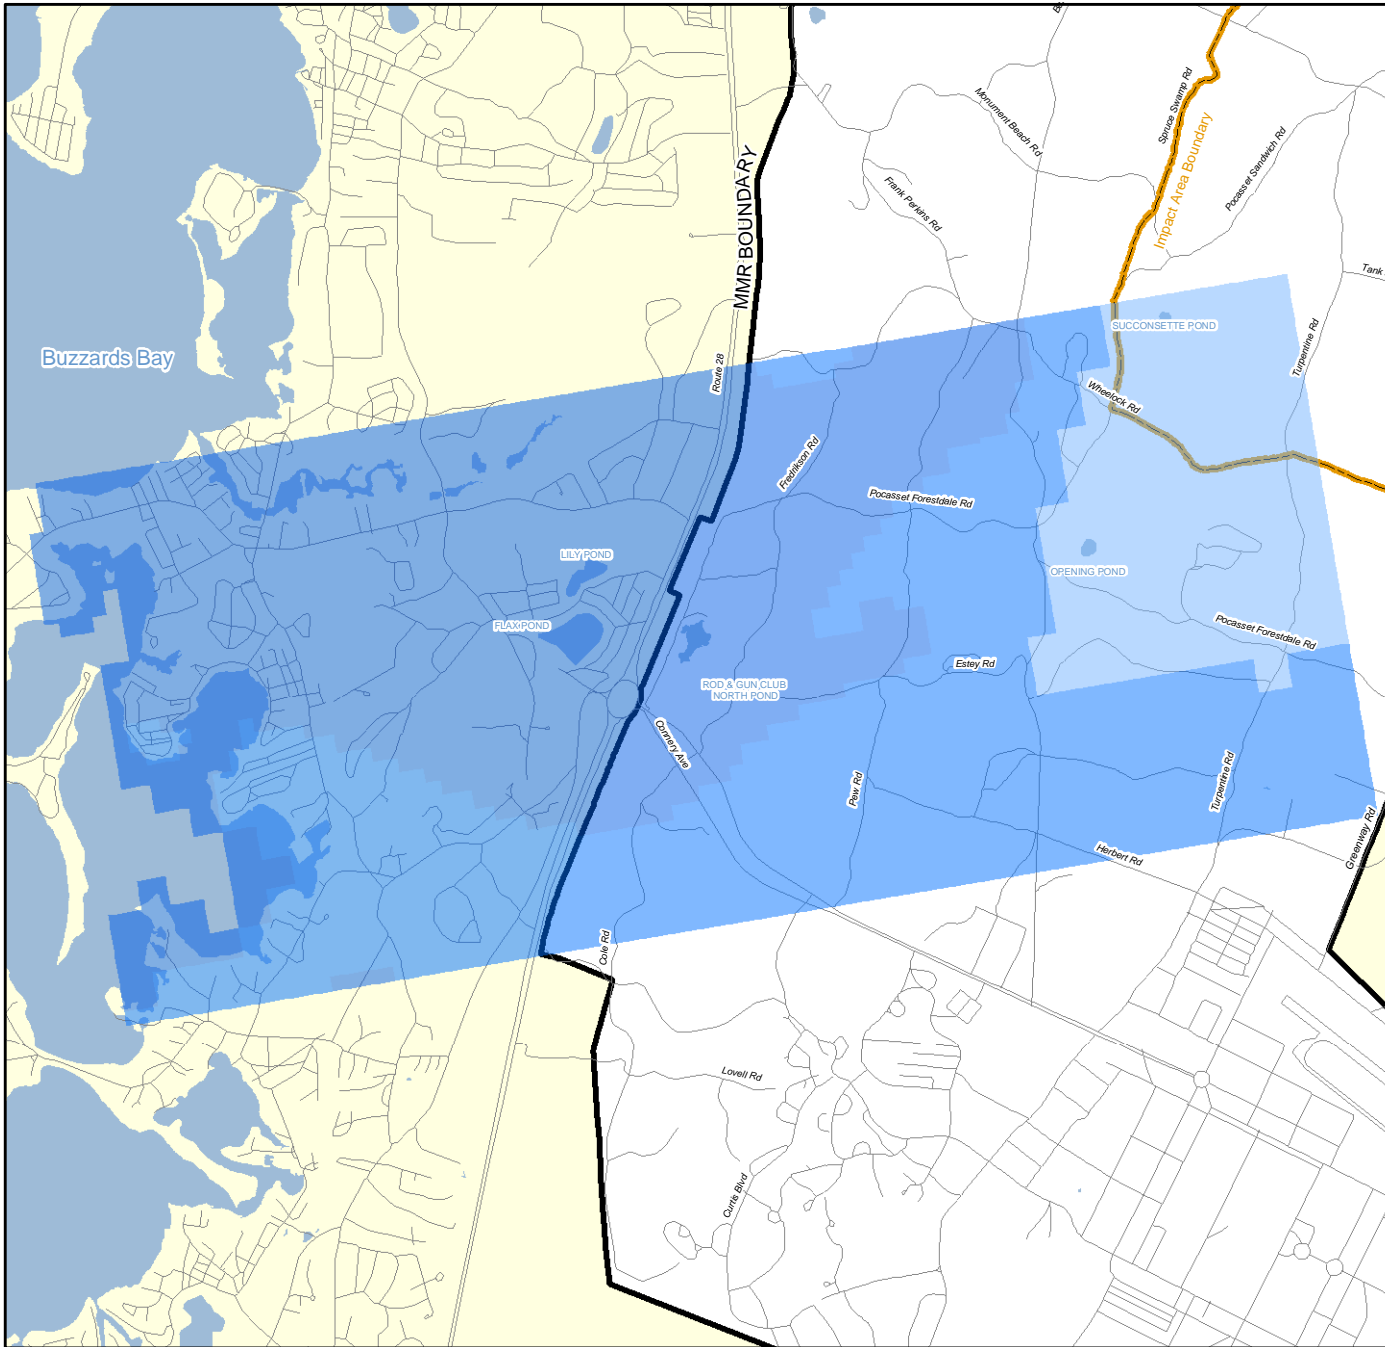 Monument Beach Rd
Spruce Swamp Rd
Impact Area Boundary
Pocasset Sandwich Rd
Frank Perkins Rd
MMR BOUNDARY
Tank
Buzzards Bay
Route 28
SUCCONSETTE POND
Turpentine Rd
Wheelock Rd
Fredrikson Rd
Pocasset Forestdale Rd
LILY POND
OPENING POND
FLAX POND
Pocasset Forestdale Rd
Estey Rd
ROD & GUN CLUB
NORTH POND
Connery Ave
Pew Rd
Turpentine Rd
Greenway Rd
Herbert Rd
Cole Rd
Lovell Rd
Curtis Blvd